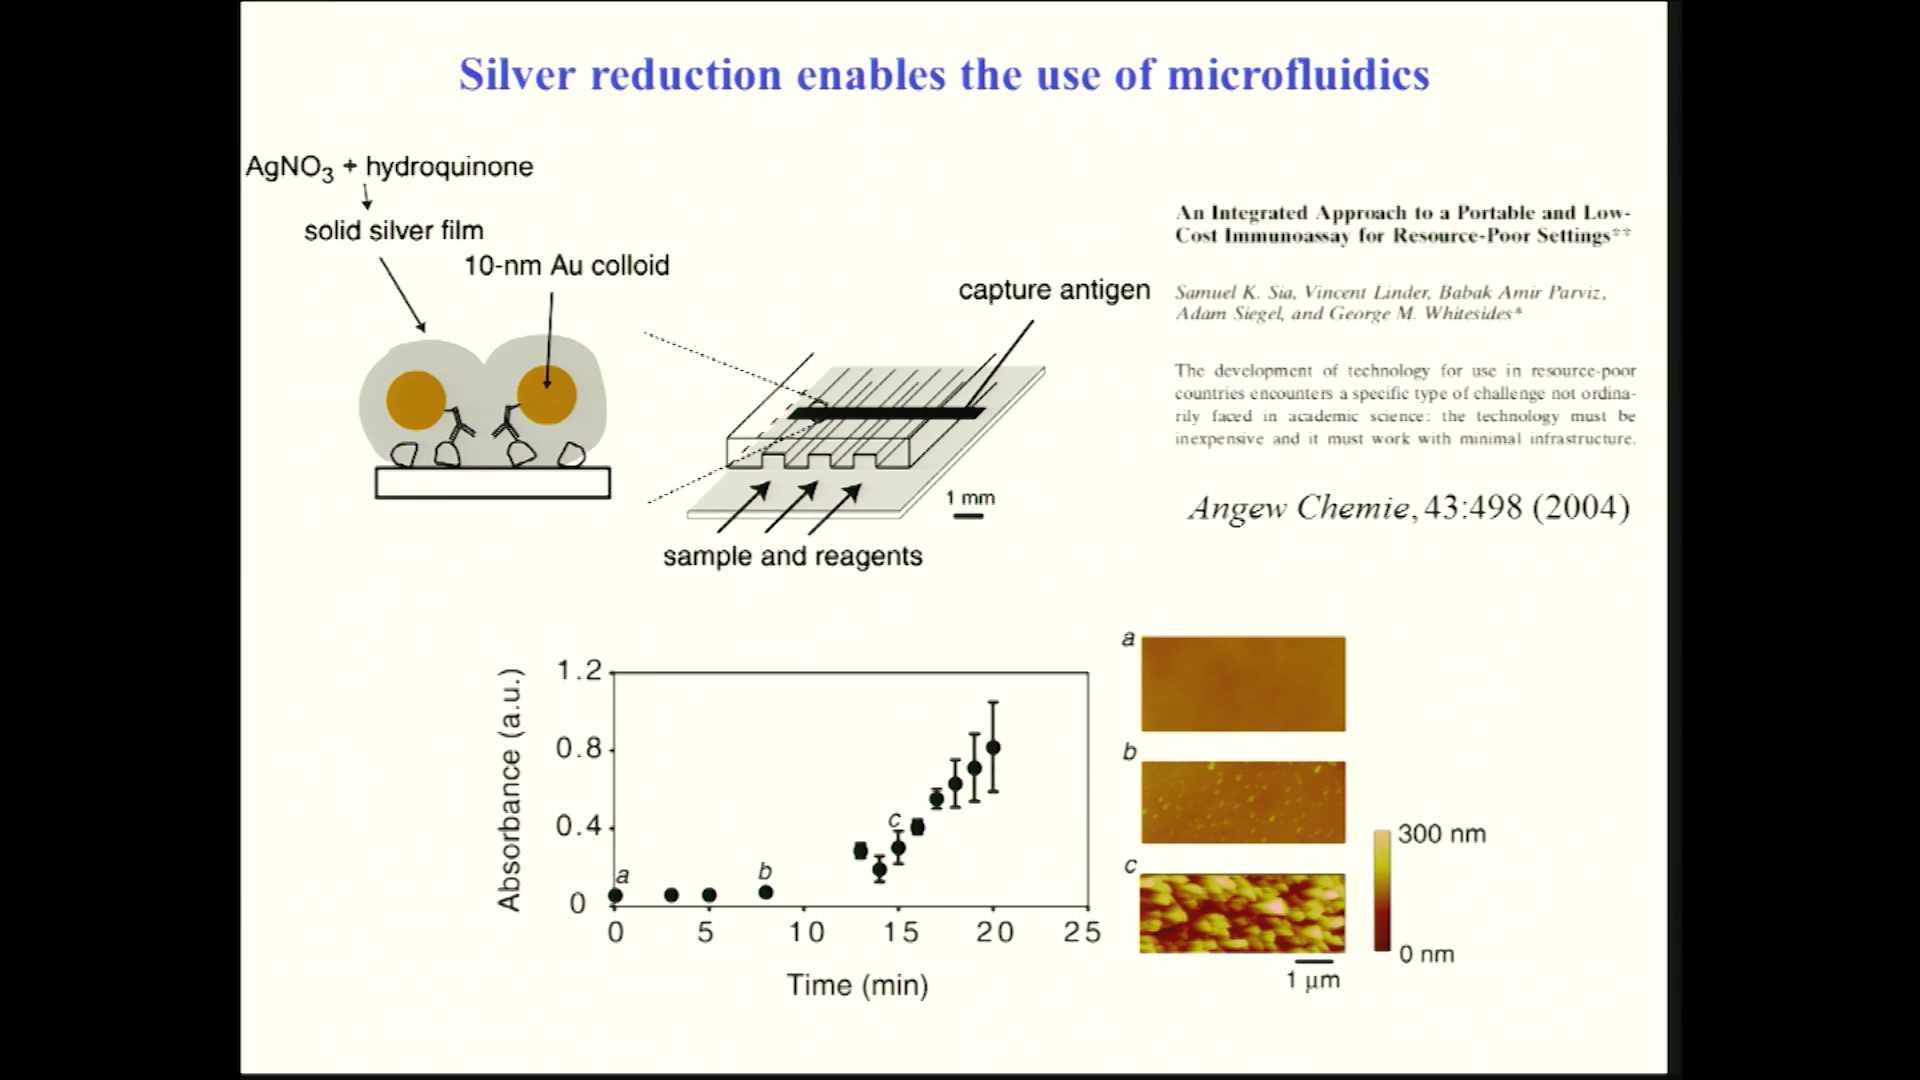 Silver reduction enables the use of microfluidics
AgNO3 + hydroquinone
solid silver film
10-nm Au colloid
capture antigen
1 mm
sample and reagents
An Integrated Approach to a Portable and Low-
Cost Immunoassay for Resource-Poor Settings**
Samuel K. Sia, Vincent Linder, Babak Amir Parviz,
Adam Siegel, and George M. Whitesides*
The development of technology for use in resource-poor
countries encounters a specific type of challenge not ordina-
rily faced in academic science: the technology must be
inexpensive and it must work with minimal infrastructure.
Angew Chemie, 43:498 (2004)
Absorbance (a.u.)
1.2
0.8
0.4
0
a
b
c
0 5 10 15 20 25
Time (min)
a
b
c
300 nm
0 nm
1 µm